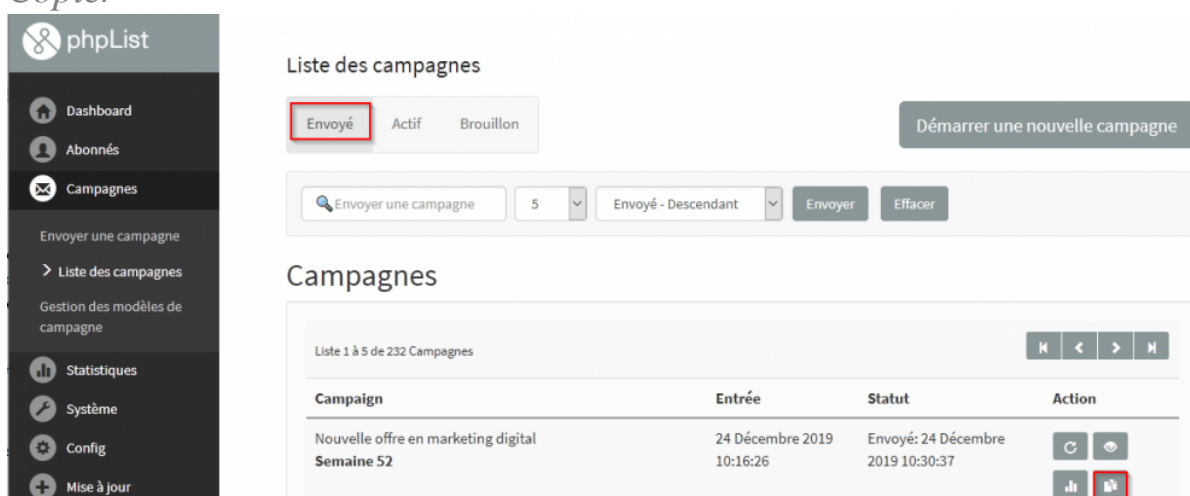 Copier
phpList
Dashboard
Abonnés
Campagnes
Envoyer une campagne
Liste des campagnes
Gestion des modèles de
campagne
Statistiques
Système
Config
Mise à jour
Liste des campagnes
Envoyé Actif Brouillon
Démarrer une nouvelle campagne
Envoyer une campagne 5 Envoyé - Descendant Envoyer Effacer
Campagnes
Liste 1 à 5 de 232 Campagnes
Campaign Entrée Statut Action
Nouvelle offre en marketing digital 24 Décembre 2019 Envoyé: 24 Décembre
Semaine 52 10:16:26 2019 10:30:37